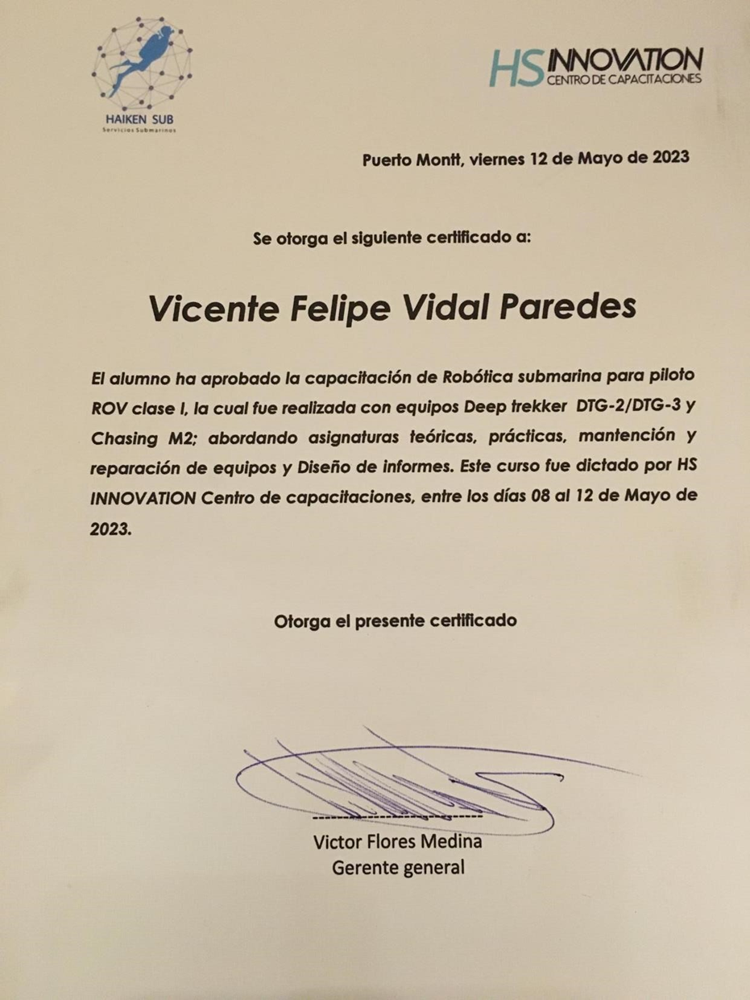 HAIKEN SUB
Servicios Submarinos
HS INNOVATION
CENTRO DE CAPACITACIONES
Puerto Montt, viernes 12 de Mayo de 2023
Se otorga el siguiente certificado a:
Vicente Felipe Vidal Paredes
El alumno ha aprobado la capacitación de Robótica submarina para piloto
ROV clase I, la cual fue realizada con equipos Deep trekker DTG-2/DTG-3 y
Chasing M2; abordando asignaturas teóricas, prácticas, mantención y
reparación de equipos y Diseño de informes. Este curso fue dictado por HS
INNOVATION Centro de capacitaciones, entre los días 08 al 12 de Mayo de
2023.
Otorga el presente certificado
Victor Flores Medina
Gerente general